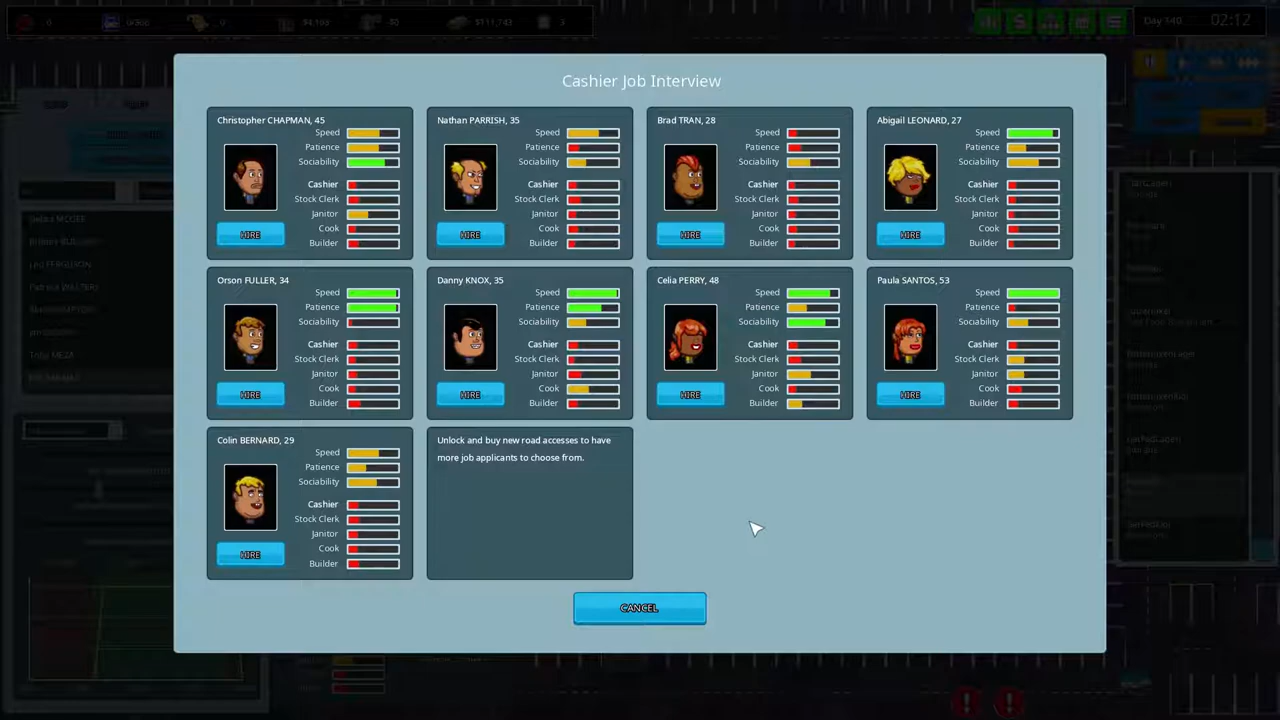 $111,743
3
Day 140
02:12
Cashier Job Interview
Christopher CHAPMAN, 45
Speed
Patience
Sociability
Cashier
Stock Clerk
Janitor
Cook
Builder
HIRE
Nathan PARRISH, 35
Speed
Patience
Sociability
Cashier
Stock Clerk
Janitor
Cook
Builder
HIRE
Brad TRAN, 28
Speed
Patience
Sociability
Cashier
Stock Clerk
Janitor
Cook
Builder
HIRE
Abigail LEONARD, 27
Speed
Patience
Sociability
Cashier
Stock Clerk
Janitor
Cook
Builder
HIRE
Orson FULLER, 34
Speed
Patience
Sociability
Cashier
Stock Clerk
Janitor
Cook
Builder
HIRE
Danny KNOX, 35
Speed
Patience
Sociability
Cashier
Stock Clerk
Janitor
Cook
Builder
HIRE
Celia PERRY, 48
Speed
Patience
Sociability
Cashier
Stock Clerk
Janitor
Cook
Builder
HIRE
Paula SANTOS, 53
Speed
Patience
Sociability
Cashier
Stock Clerk
Janitor
Cook
Builder
HIRE
Colin BERNARD, 29
Speed
Patience
Sociability
Cashier
Stock Clerk
Janitor
Cook
Builder
HIRE
Unlock and buy new road accesses to have
more job applicants to choose from.
CANCEL